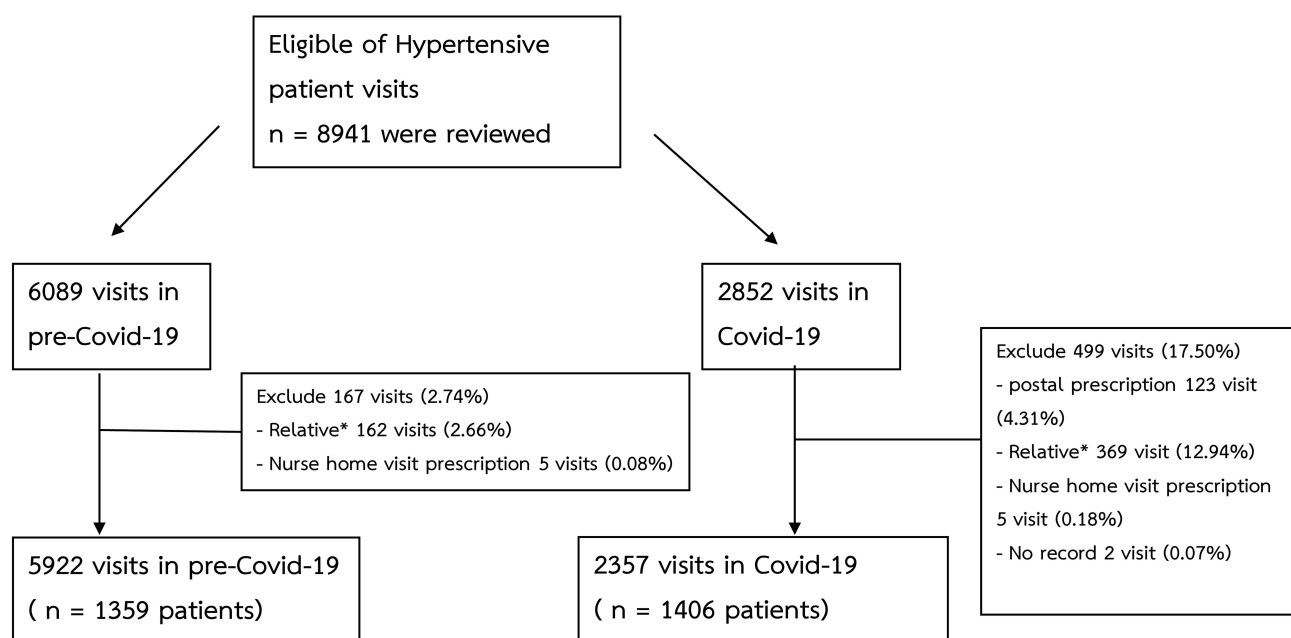 Eligible of Hypertensive
patient visits
n = 8941 were reviewed
6089 visits in
pre-Covid-19
2852 visits in
Covid-19
Exclude 167 visits (2.74%)
- Relative* 162 visits (2.66%)
- Nurse home visit prescription 5 visits (0.08%)
Exclude 499 visits (17.50%)
- postal prescription 123 visit
(4.31%)
- Relative* 369 visit (12.94%)
- Nurse home visit prescription
5 visit (0.18%)
- No record 2 visit (0.07%)
5922 visits in pre-Covid-19
( n = 1359 patients)
2357 visits in Covid-19
( n = 1406 patients)